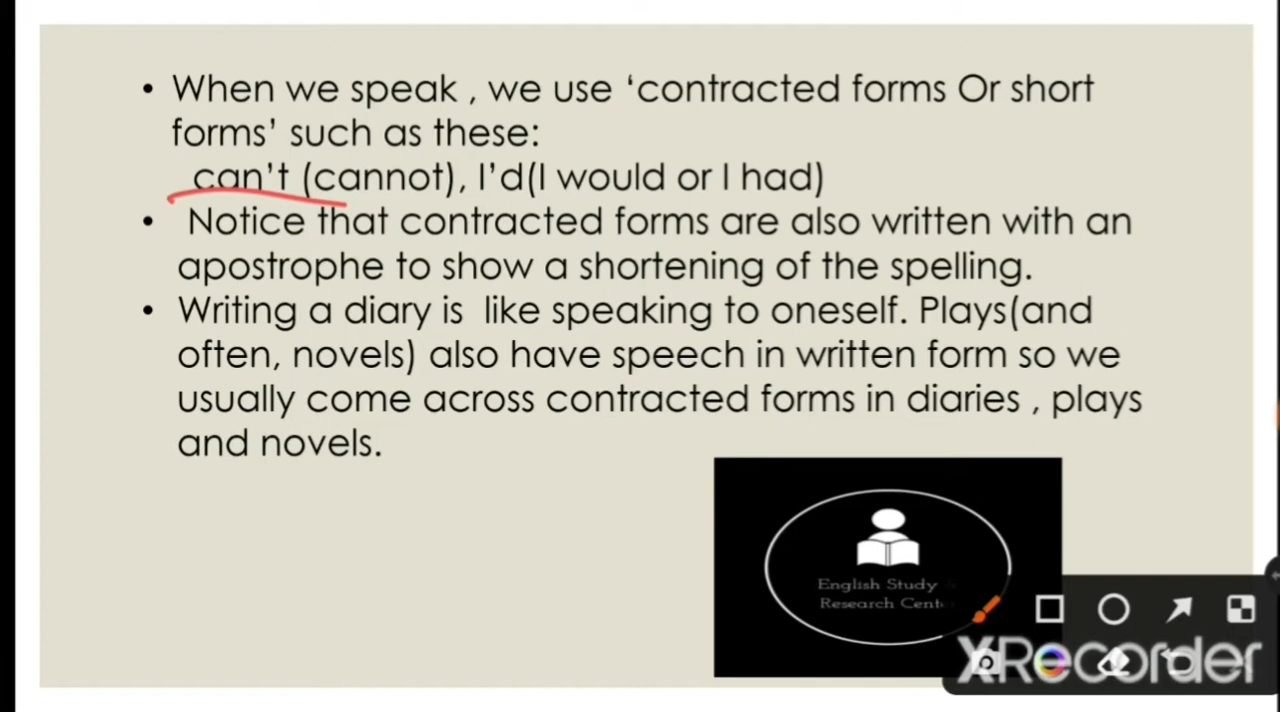 • When we speak , we use ‘contracted forms Or short
forms’ such as these:
can’t (cannot), I’d(I would or I had)
• Notice that contracted forms are also written with an
apostrophe to show a shortening of the spelling.
• Writing a diary is like speaking to oneself. Plays(and
often, novels) also have speech in written form so we
usually come across contracted forms in diaries , plays
and novels.
English Study
Research
XRecorder